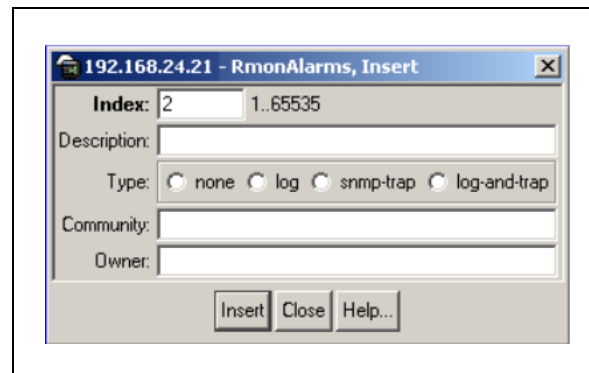 192.168.24.21 - RmonAlarms, Insert
Index: 2 1..65535
Description:
Type: none log snmp-trap log-and-trap
Community:
Owner:
Insert Close Help...